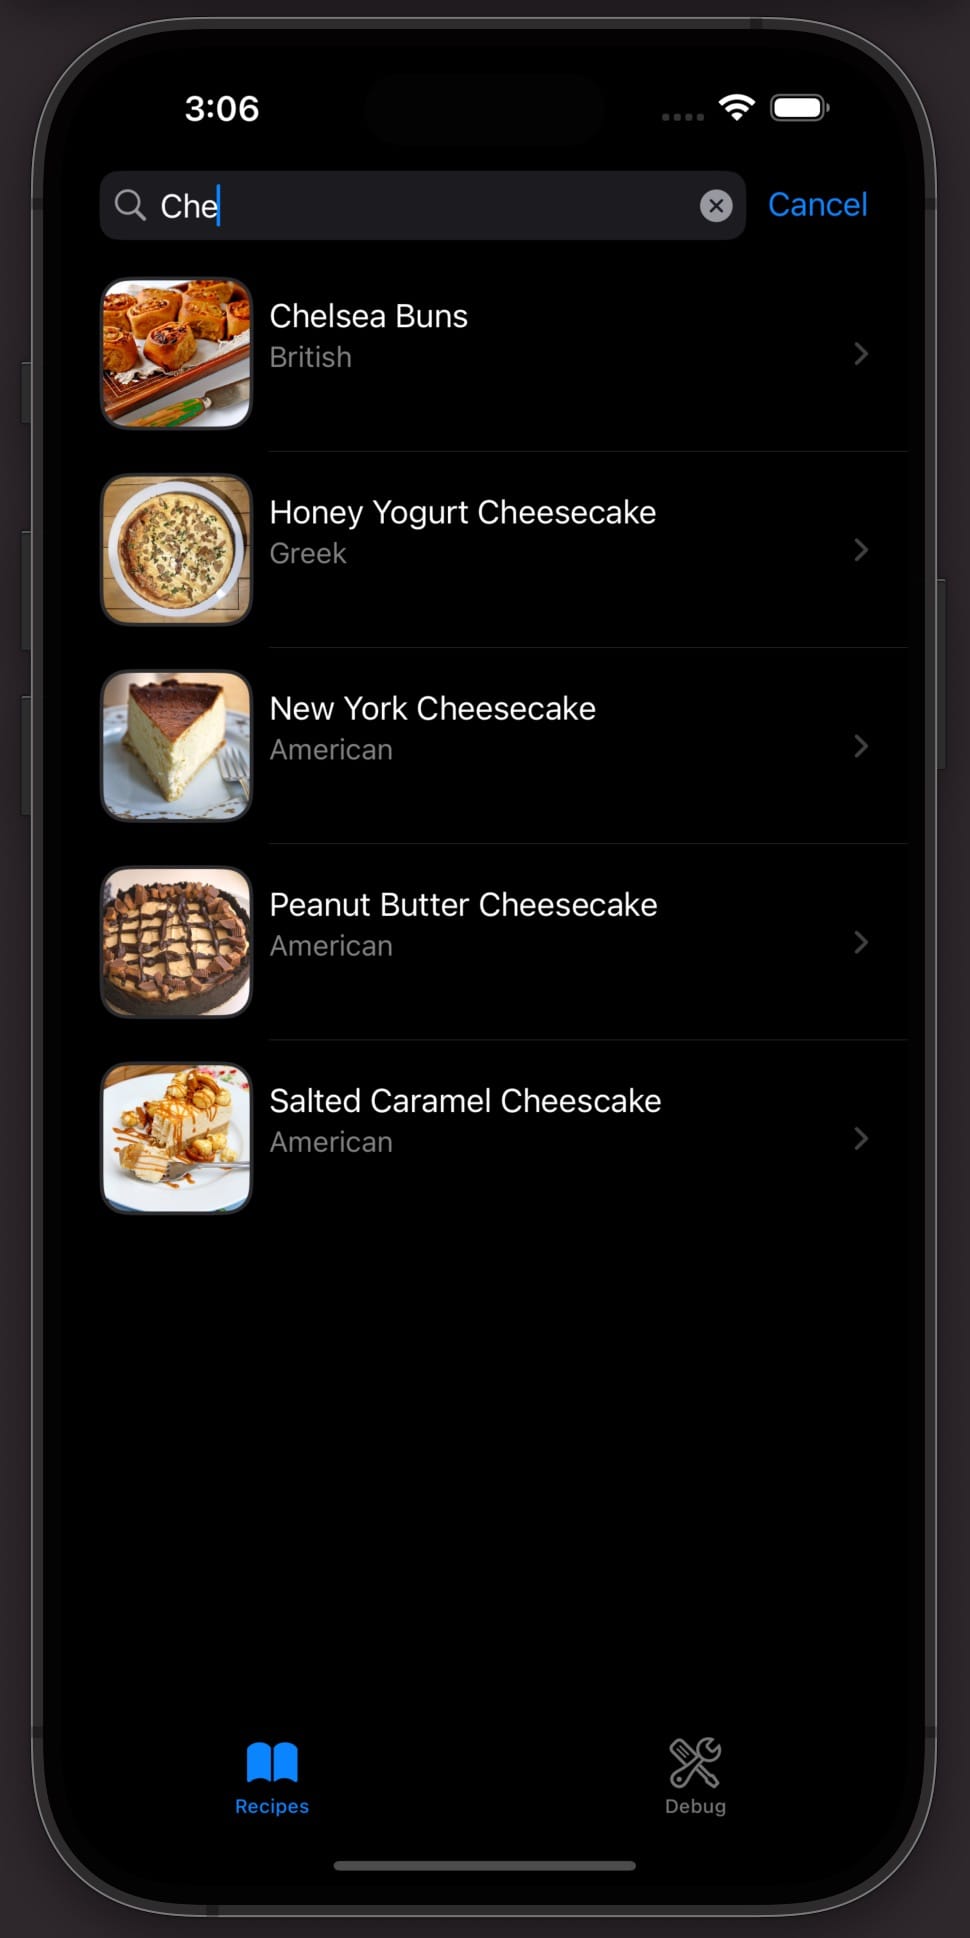 3:06
Che
Cancel
Chelsea Buns
British
Honey Yogurt Cheesecake
Greek
New York Cheesecake
American
Peanut Butter Cheesecake
American
Salted Caramel Cheescake
American
Recipes
Debug